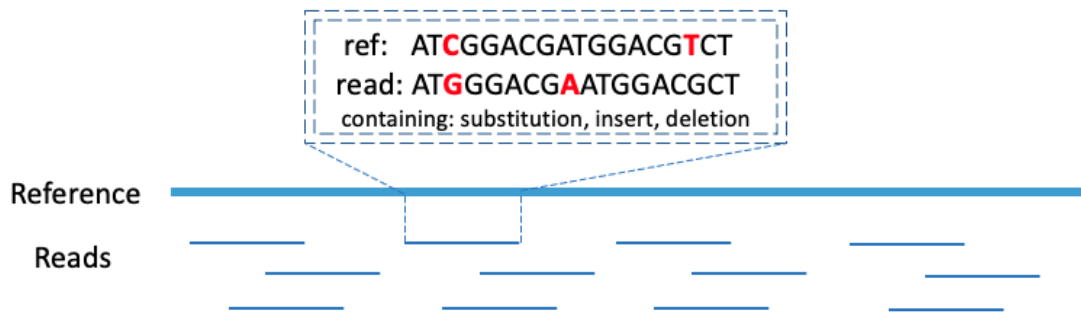 ref: ATCGGACGATGGACGTCT
read: ATGGGACGAATGGACGCT
containing: substitution, insert, deletion
Reference
Reads